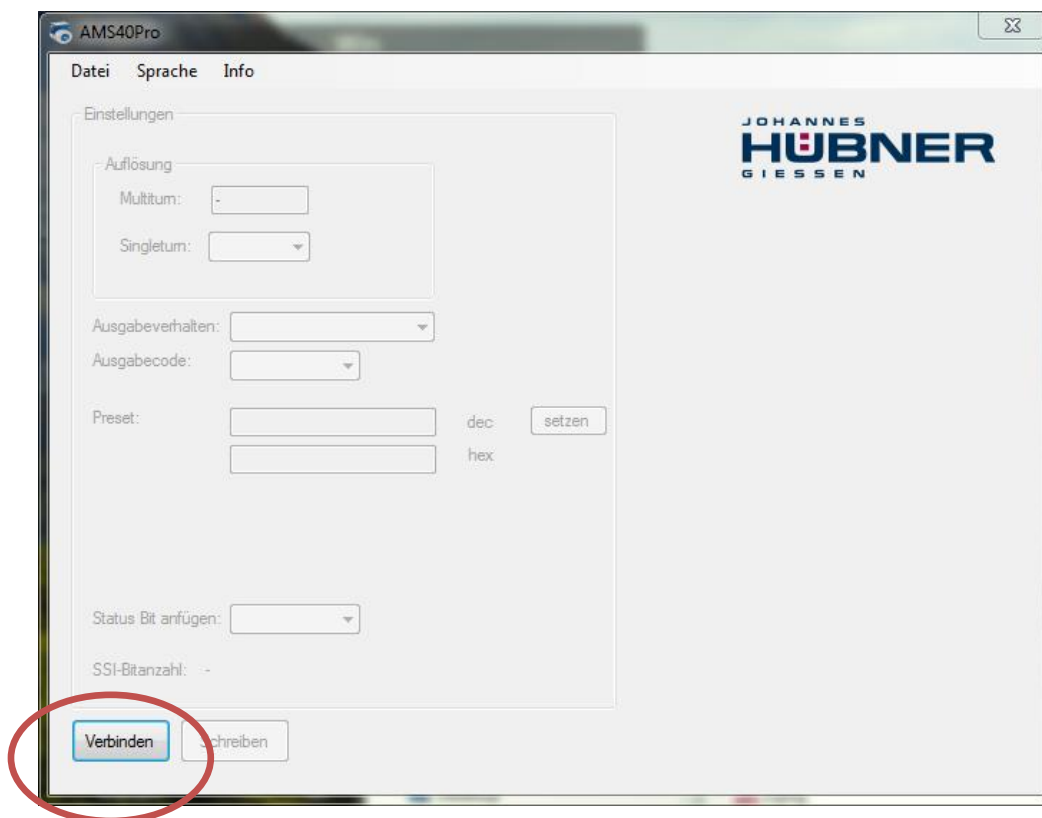 AMS40Pro
Datei Sprache Info
Einstellungen
JOHANNES
HÜBNER
GIESSEN
Auflösung
Multiturn: -
Singleturn:
Ausgabeverhalten:
Ausgabecode:
Preset: dec setzen
hex
Status Bit anfügen:
SSI-Bitanzahl: -
Verbinden Schreiben